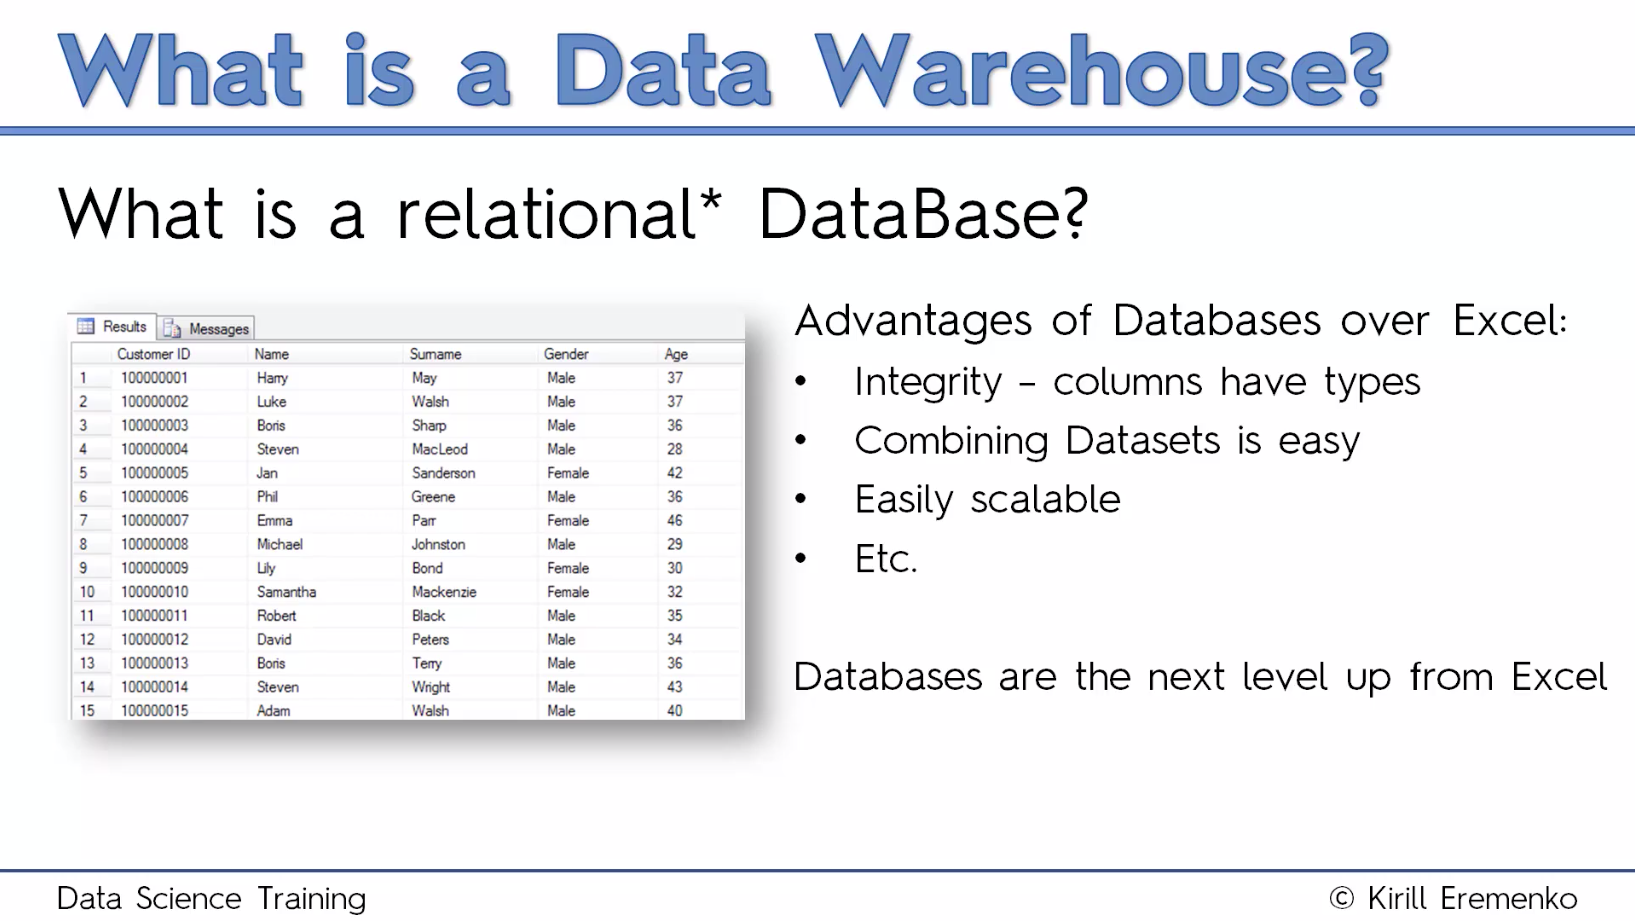 What is a Data Warehouse?
What is a relational* DataBase?
Results Messages
Customer ID Name Surname Gender Age
1 100000001 Harry May Male 37
2 100000002 Luke Walsh Male 37
3 100000003 Boris Sharp Male 36
4 100000004 Steven MacLeod Male 28
5 100000005 Jan Sanderson Female 42
6 100000006 Phil Greene Male 36
7 100000007 Emma Parr Female 46
8 100000008 Michael Johnston Male 29
9 100000009 Lily Bond Female 30
10 100000010 Samantha Mackenzie Female 32
11 100000011 Robert Black Male 35
12 100000012 David Peters Male 34
13 100000013 Boris Terry Male 36
14 100000014 Steven Wright Male 43
15 100000015 Adam Walsh Male 40
Advantages of Databases over Excel:
• Integrity – columns have types
• Combining Datasets is easy
• Easily scalable
• Etc.
Databases are the next level up from Excel
Data Science Training
© Kirill Eremenko